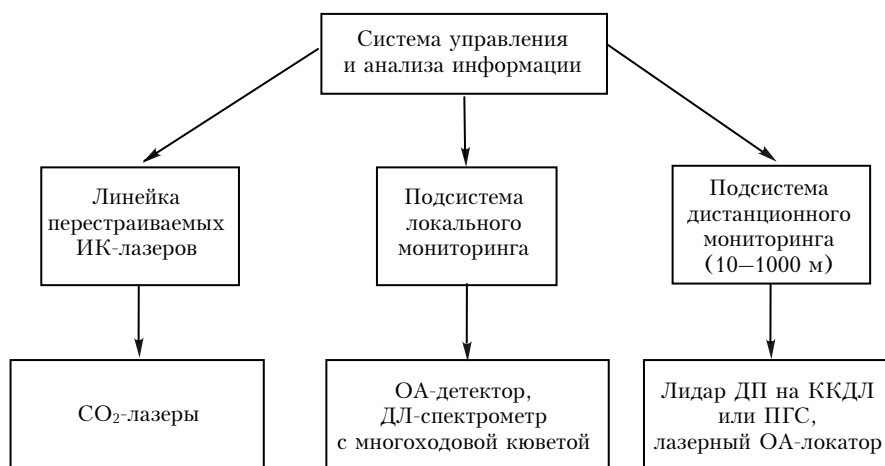 Система управления
и анализа информации
Линейка
перестраиваемых
ИК-лазеров
Подсистема
локального
мониторинга
Подсистема
дистанционного
мониторинга
(10–1000 м)
CO₂-лазеры
ОА-детектор,
ДЛ-спектрометр
с многоходовой кюветой
Лидар ДП на ККДЛ
или ПГС,
лазерный ОА-локатор